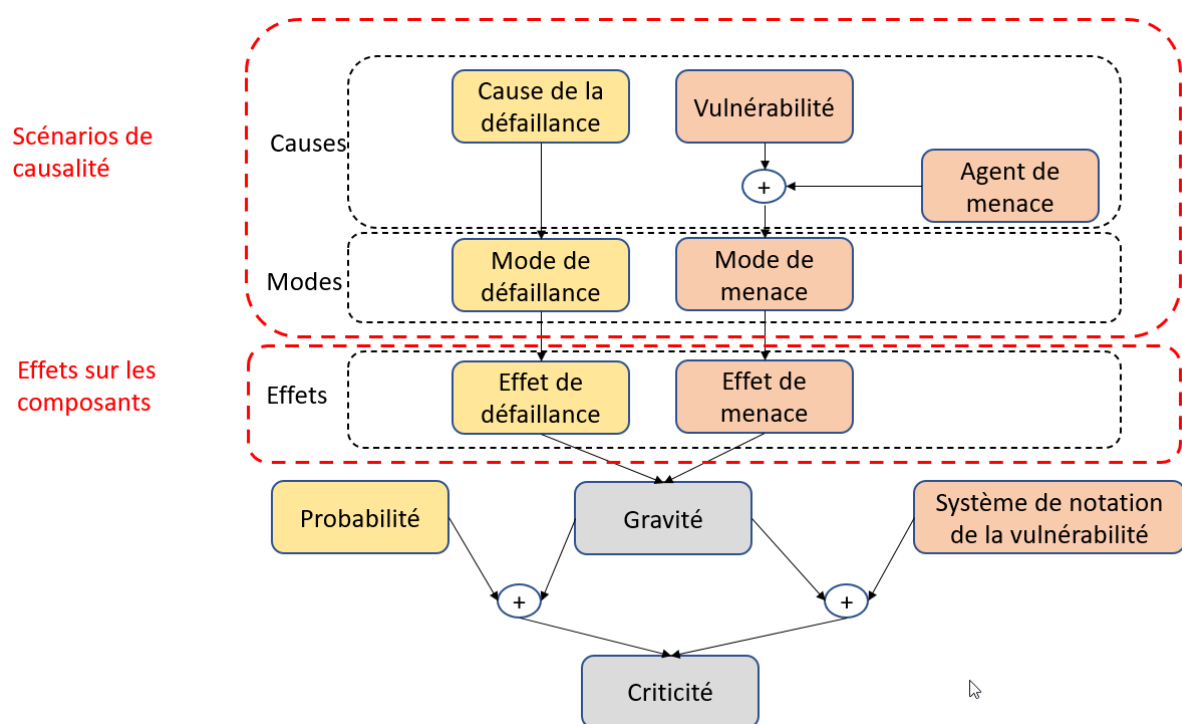 Cause de la
défaillance
Vulnérabilité
Scénarios de
causalité
Causes
+
Agent de
menace
Modes
Mode de
défaillance
Mode de
menace
Effets sur les
composants
Effets
Effet de
défaillance
Effet de
menace
Probabilité
Gravité
Système de notation
de la vulnérabilité
+
+
Criticité